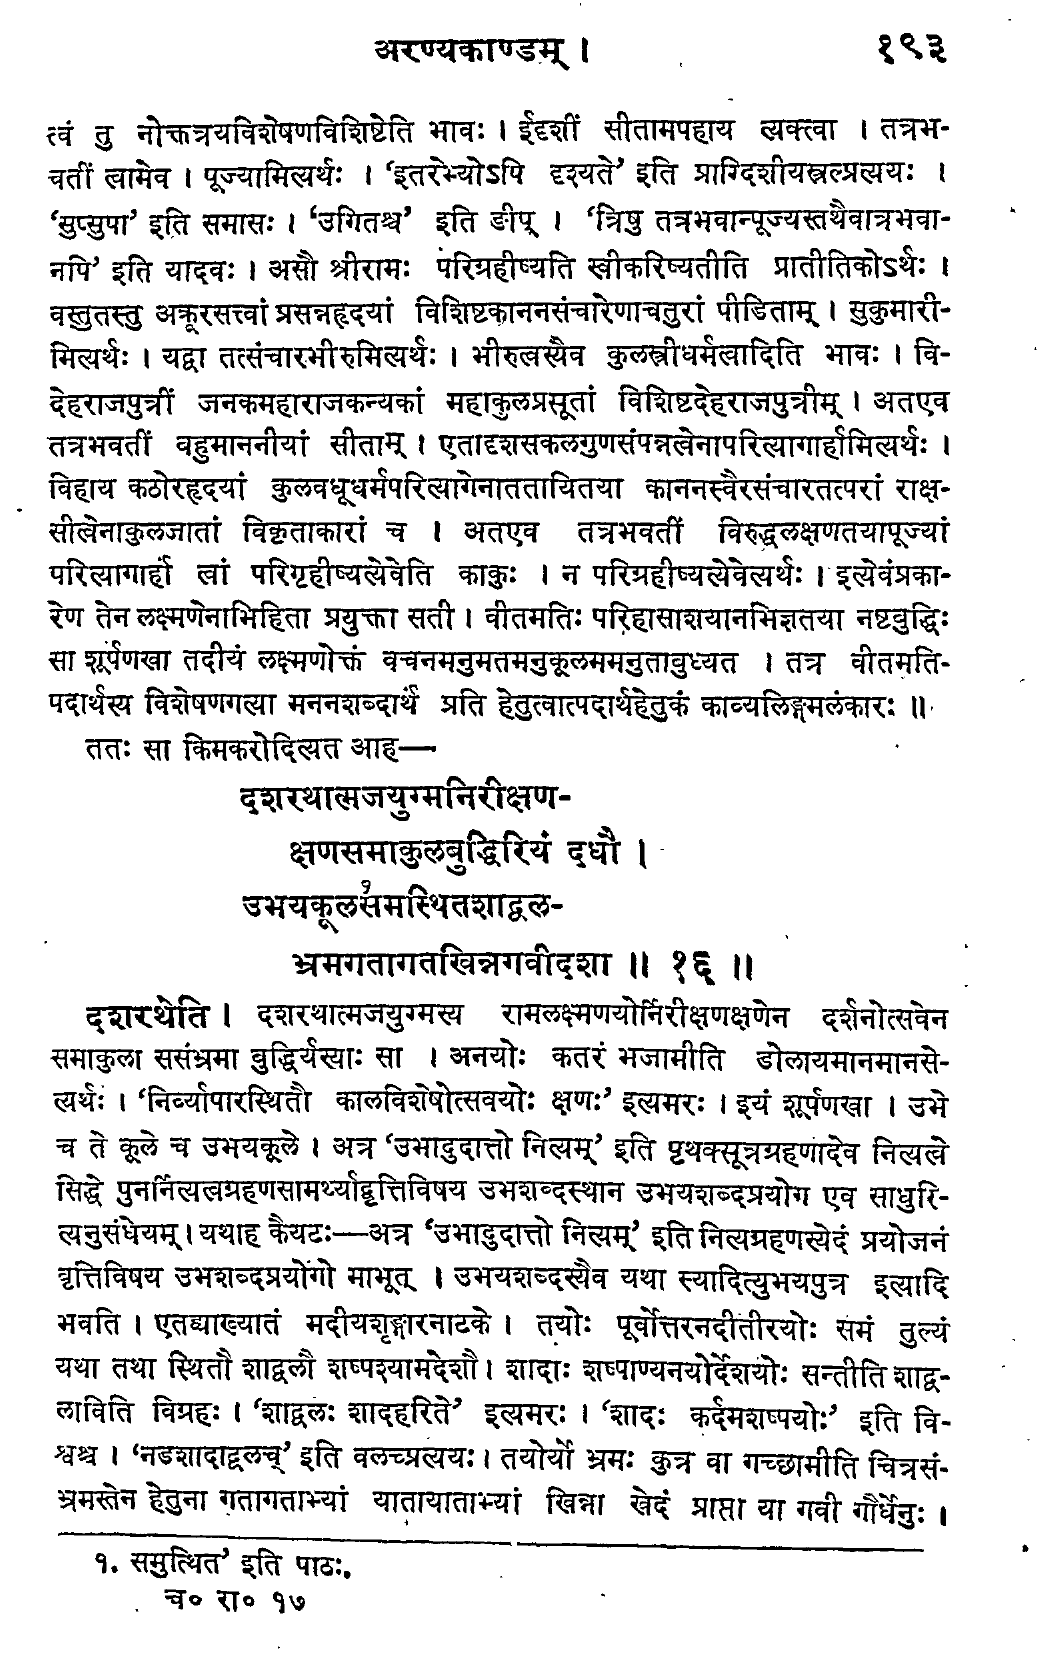 अरण्यकाण्डम् । १९३
त्वं तु नोक्तत्रयविशेषणविशिष्टेति भावः । ईदृशीं सीतामपहाय त्यक्त्वा । तत्रभ-
वतीं त्वामेव । पूज्यामित्यर्थः । ‘इतरेभ्योऽपि दृश्यते’ इति प्राग्दिशीयस्त्रल्प्रत्ययः ।
‘सुप्सुपा’ इति समासः । ‘उगितश्च’ इति ङीप् । ‘त्रिषु तत्रभवान्पूज्यस्तथैवात्रभवा-
नपि’ इति यादवः । असौ श्रीरामः परिग्रहीष्यति स्वीकरिष्यतीति प्रातीतिकोऽर्थः ।
वस्तुतस्तु अक्रूरसत्त्वां प्रसन्नहृदयां विशिष्टकाननसंचारेणाचतुरां पीडिताम् । सुकुमारी-
मित्यर्थः । यद्वा तत्संचारभीरुमित्यर्थः । भीरुत्वस्यैव कुलस्त्रीधर्मत्वादिति भावः । वि-
देहराजपुत्रीं जनकमहाराजकन्यकां महाकुलप्रसूतां विशिष्टदेहराजपुत्रीम् । अतएव
तत्रभवतीं वहुमाननीयां सीताम् । एतादृशसकलगुणसंपन्नत्वेनापरित्यागार्हामित्यर्थः ।
विहाय कठोरहृदयां कुलवधूधर्मपरित्यागेनाततायितया काननस्वैरसंचारतत्परां राक्ष-
सीत्वेनाकुलजातां विकृताकारां च । अतएव तत्रभवतीं विरुद्धलक्षणतयापूज्यां
परित्यागार्हां त्वां परिगृहीष्यत्येवेति काकुः । न परिग्रहीष्यत्येवेत्यर्थः । इत्येवंप्रका-
रेण तेन लक्ष्मणेनाभिहिता प्रयुक्ता सती । वीतमतिः परिहासाशयानभिज्ञतया नष्टवुद्धिः
सा शूर्पणखा तदीयं लक्ष्मणोक्तं वचनमनुमतमनुकूलममनुतावुध्यत । तत्र वीतमति-
पदार्थस्य विशेषणगत्या मननशब्दार्थं प्रति हेतुत्वात्पदार्थहेतुकं काव्यलिङ्गमलंकारः ॥
ततः सा किमकरोदित्यत आह—
दशरथात्मजयुग्मनिरीक्षण-
क्षणसमाकुलबुद्धिरियं दधौ ।
उभयकूलसमस्थितशाद्वल-
१
भ्रमगतागतखिन्नगवीदशा ॥ १६ ॥
दशरथेति । दशरथात्मजयुग्मस्य रामलक्ष्मणयोर्निरीक्षणक्षणेन दर्शनोत्सवेन
समाकुला ससंभ्रमा वुद्धिर्यस्याः सा । अनयोः कतरं भजामीति डोलायमानमानसे-
त्यर्थः । ‘निर्व्यापारस्थितौ कालविशेषोत्सवयोः क्षणः’ इत्यमरः । इयं शूर्पणखा । उभे
च ते कूले च उभयकूले । अत्र ‘उभादुदात्तो नित्यम्’ इति पृथक्सूत्रग्रहणादेव नित्यत्वे
सिद्धे पुनर्नित्यत्वग्रहणसामर्थ्याद्वृत्तिविषय उभशब्दस्थान उभयशब्दप्रयोग एव साधुरि-
त्यनुसंधेयम् । यथाह कैयटः—अत्र ‘उभादुदात्तो नित्यम्’ इति नित्यग्रहणस्येदं प्रयोजनं
वृत्तिविषय उभशब्दप्रयोगो माभूत् । उभयशब्दस्यैव यथा स्यादित्युभयपुत्र इत्यादि
भवति । एतद्याख्यातं मदीयशृङ्गारनाटके । तयोः पूर्वोत्तरनदीतीरयोः समं तुल्यं
यथा तथा स्थितौ शाद्वलौ शष्पश्यामदेशौ । शादाः शष्पाण्यनयोर्देशयोः सन्तीति शाद्व-
लाविति विग्रहः । ‘शाद्वलः शादहरिते’ इत्यमरः । ‘शादः कर्दमशष्पयोः’ इति वि-
श्वश्च । ‘नडशादाद्वलच्’ इति वलच्प्रत्ययः । तयोर्यो भ्रमः कुत्र वा गच्छामीति चित्रसं-
भ्रमस्तेन हेतुना गतागताभ्यां यातायाताभ्यां खिन्ना खेदं प्राप्ता या गवी गौर्धेनुः ।
१. समुत्थित’ इति पाठः.
च० रा० १७